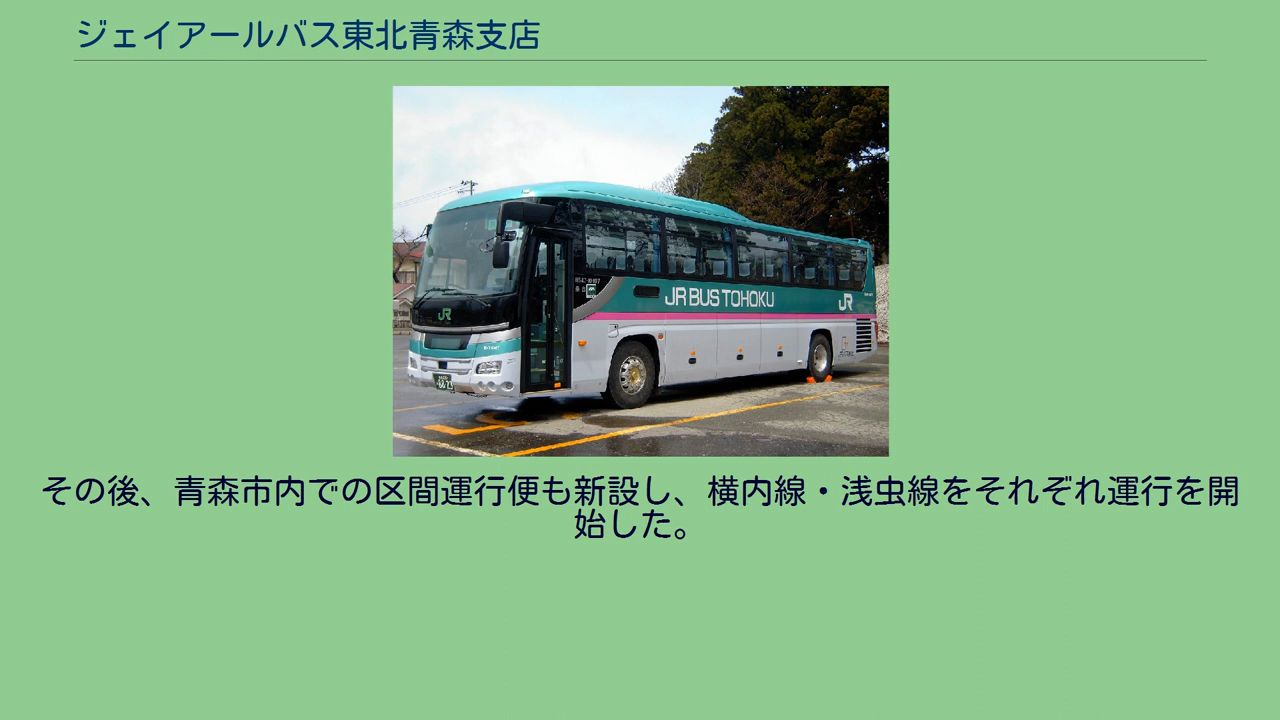 ジェイアールバス東北青森支店
JR BUS TOHOKU
JR
JR
その後、青森市内での区間運行便も新設し、横内線・浅虫線をそれぞれ運行を開
始した。